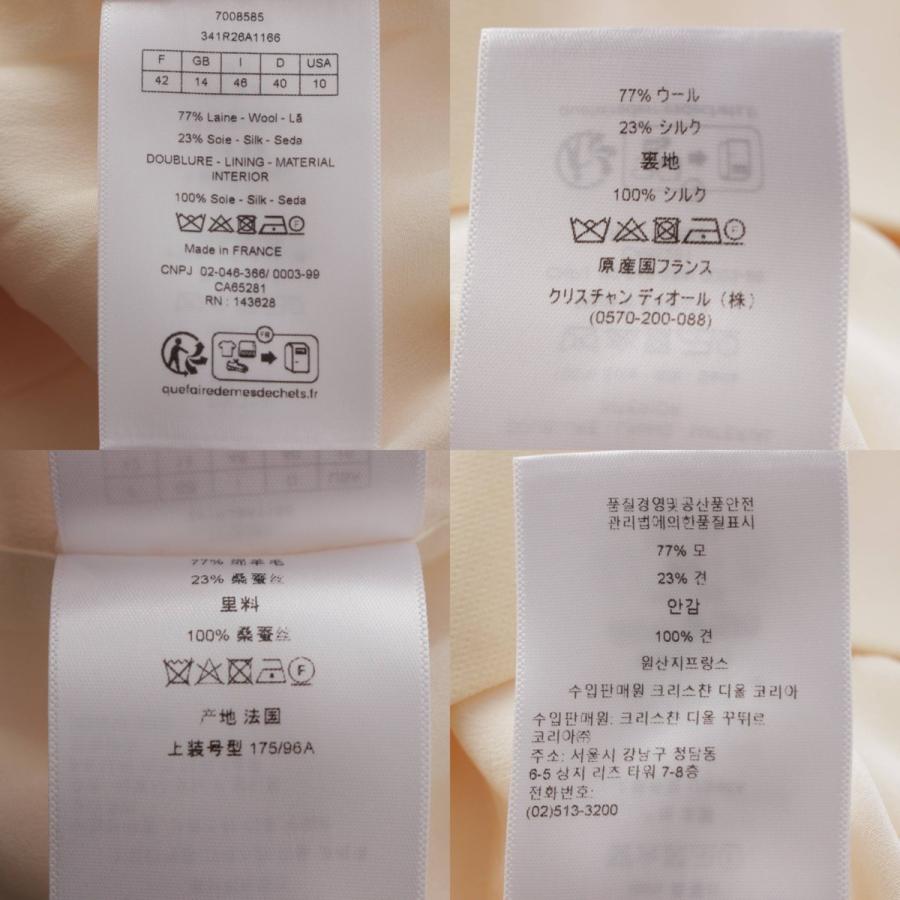 7008585
341R26A1166
F GB I D USA
42 14 46 40 10
77% Laine - Wool - Lã
23% Soie - Silk - Seda
DOUBLURE - LINING - MATERIAL
INTERIOR
100% Soie - Silk - Seda
F
Made in FRANCE
CNPJ 02-046-366/ 0003-99
CA65281
RN : 143628
FR
quefairedemesdechets.fr
77% ウール
23% シルク
裏地
100% シルク
F
原産国フランス
クリスチャン ディオール（株）
(0570-200-088)
77% 绵羊毛
23% 桑蚕丝
里料
100% 桑蚕丝
F
产地 法国
上装号型 175/96A
품질경영및공산품안전
관리법에의한품질표시
77% 모
23% 견
안감
100% 견
원산지프랑스
수입판매원 크리스챤 디올 코리아
수입판매원: 크리스챤 디올 꾸뛰르
코리아㈜
주소: 서울시 강남구 청담동
6-5 상지 리츠 타워 7-8층
전화번호:
(02)513-3200